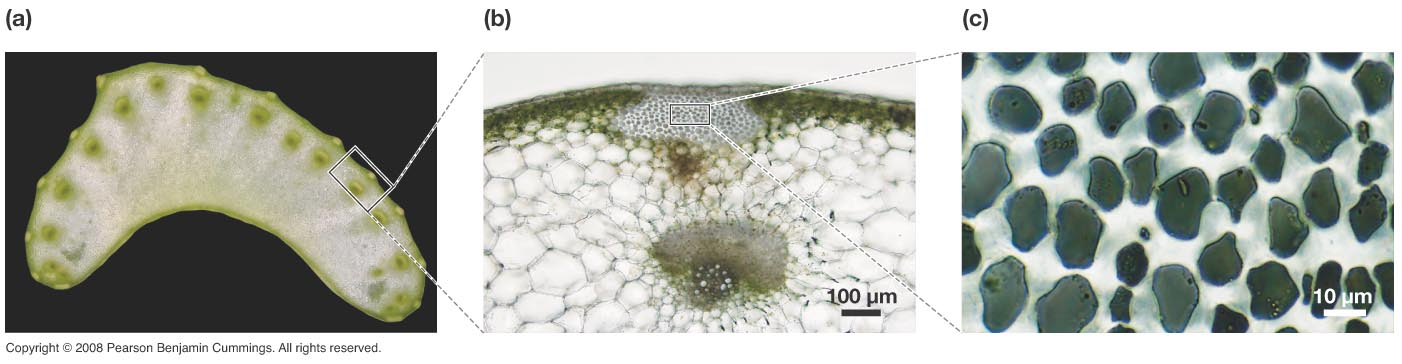 (a)
(b)
(c)
100 µm
10 µm
Copyright © 2008 Pearson Benjamin Cummings. All rights reserved.